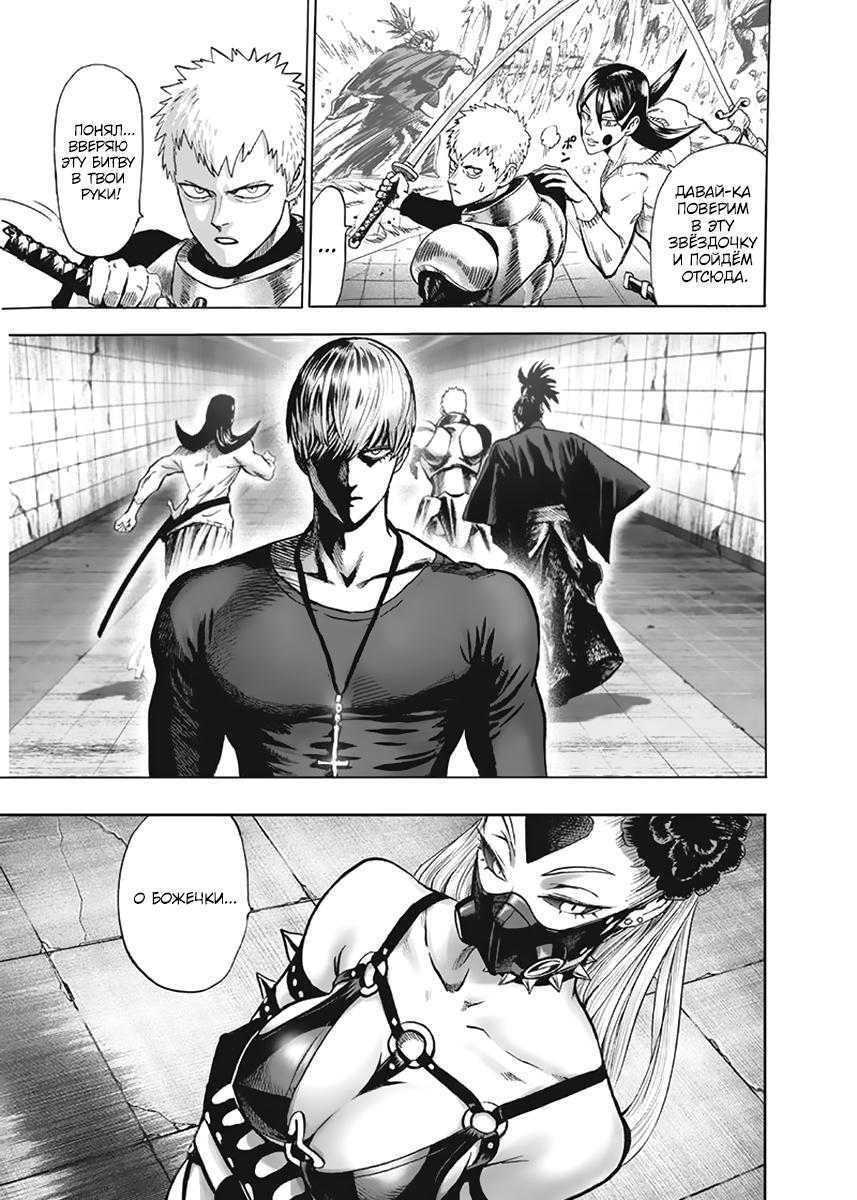 ДАВАЙ-КА
ПОВЕРИМ
В ЭТУ
ЗВЁЗДОЧКУ
И ПОЙДЁМ
ОТСЮДА.
...
ПОНЯЛ...
ВВЕРЯЮ
ЭТУ БИТВУ
В ТВОИ
РУКИ!
О БОЖЕЧКИ...